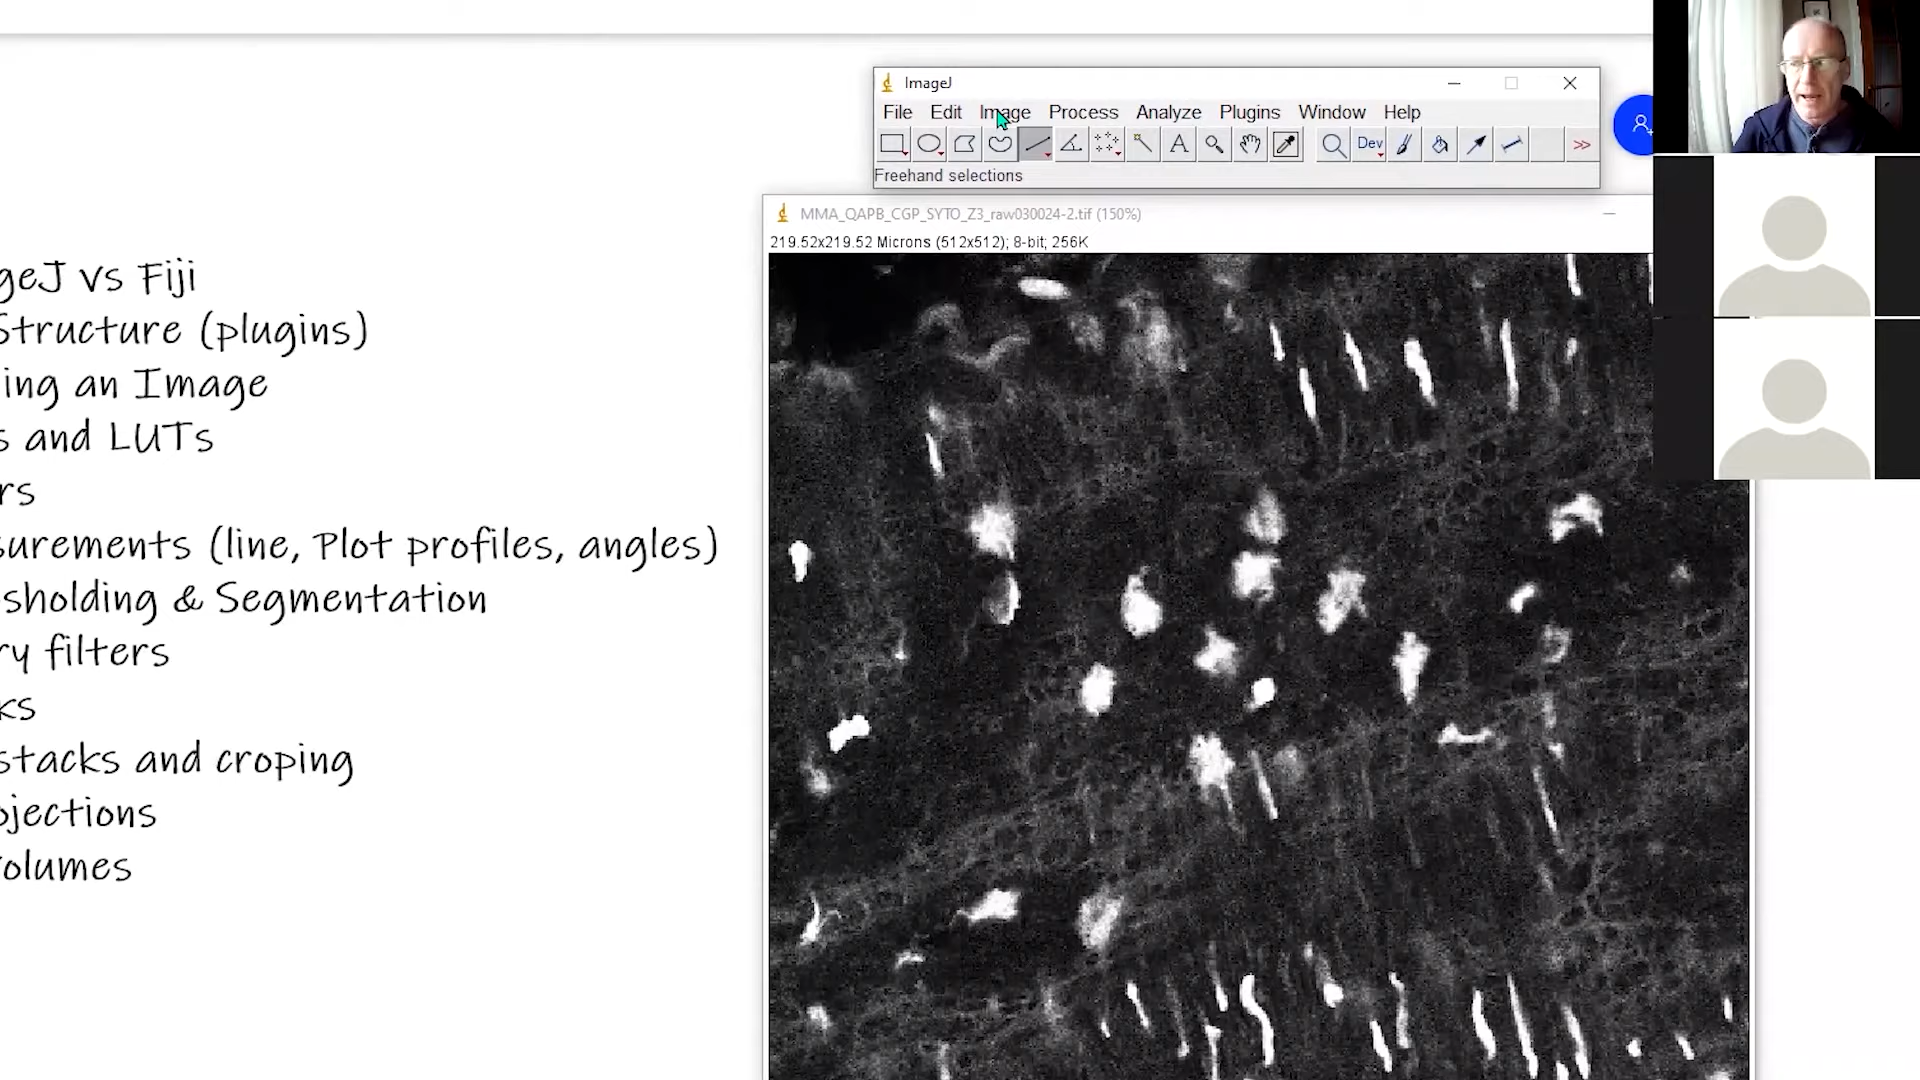 ImageJ
File Edit Image Process Analyze Plugins Window Help
A Dev >>
Freehand selections
MMA_QAPB_CGP_SYTO_Z3_raw030024-2.tif (150%)
219.52x219.52 Microns (512x512); 8-bit; 256K
geJ vs Fiji
Structure (plugins)
ing an Image
s and LUTs
rs
surements (line, Plot profiles, angles)
sholding & Segmentation
ry filters
ks
stacks and croping
ojections
volumes